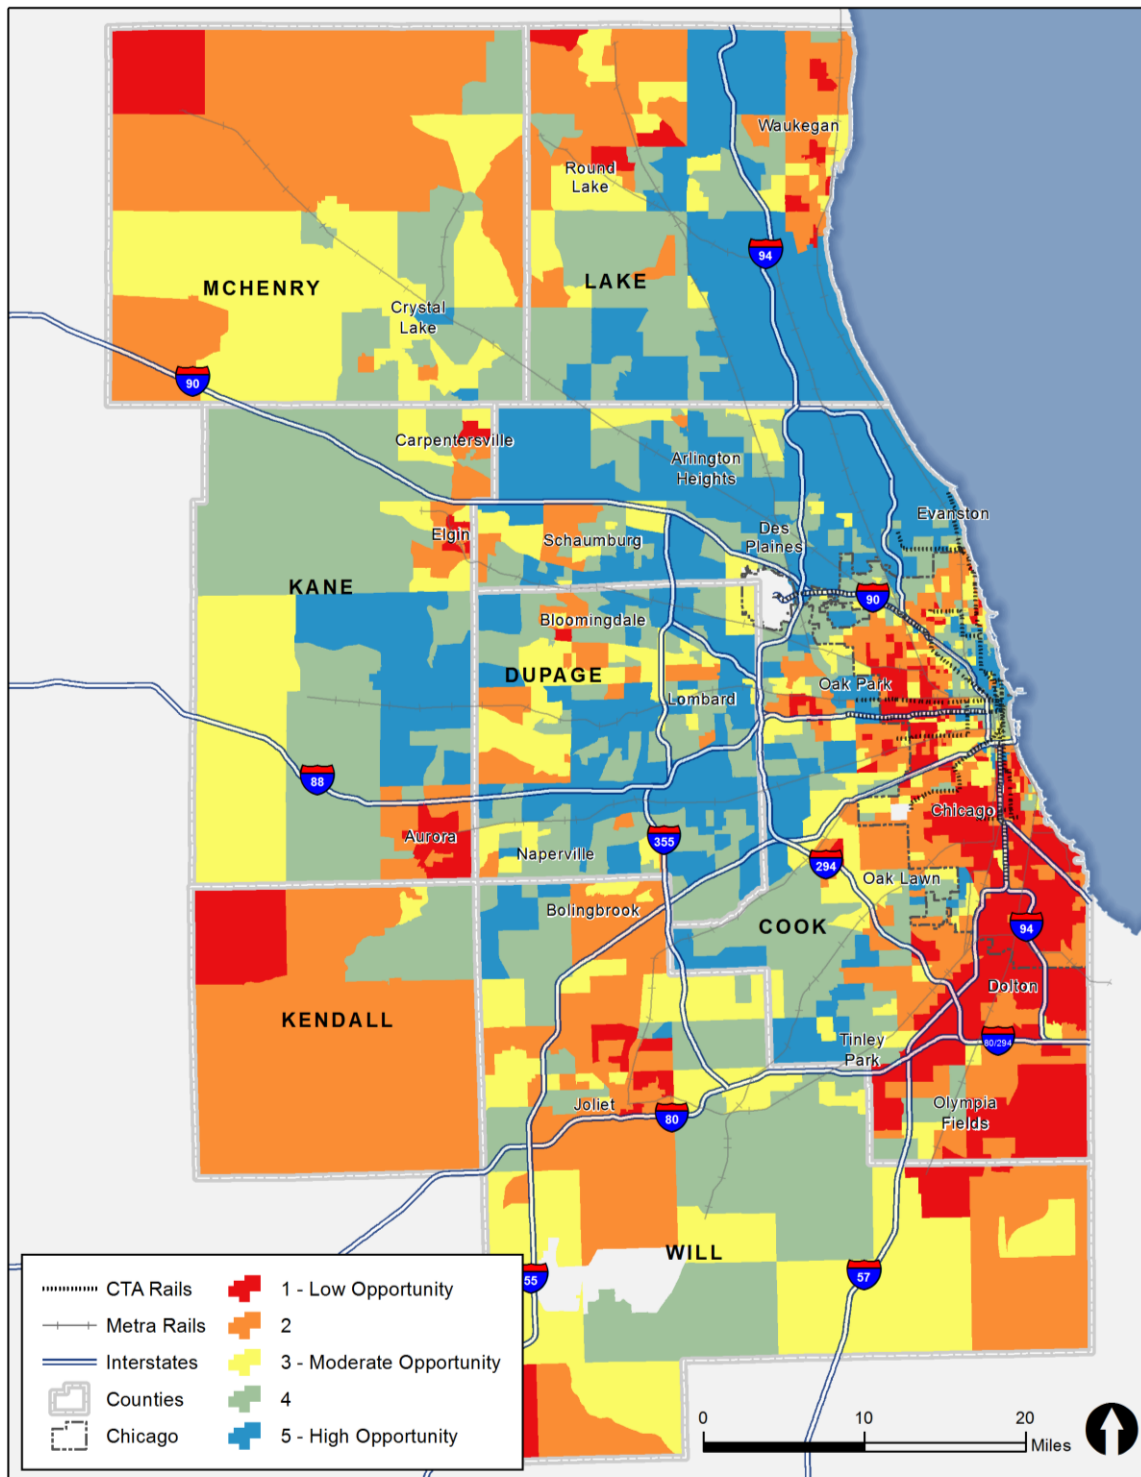 Waukegan
Round
Lake
94
LAKE
MCHENRY
Crystal
Lake
90
Carpentersville
Arlington
Heights
Evanston
Elgin
Schaumburg
Des
Plaines
KANE
90
Bloomingdale
DUPAGE
Oak Park
Lombard
88
Chicago
Aurora
355
Naperville
294
Oak Lawn
Bolingbrook
COOK
94
Dolton
KENDALL
Tinley
Park
80/294
Joliet
80
Olympia
Fields
WILL
55
57
CTA Rails
Metra Rails
Interstates
Counties
Chicago
1 - Low Opportunity
2
3 - Moderate Opportunity
4
5 - High Opportunity
0 10 20
Miles